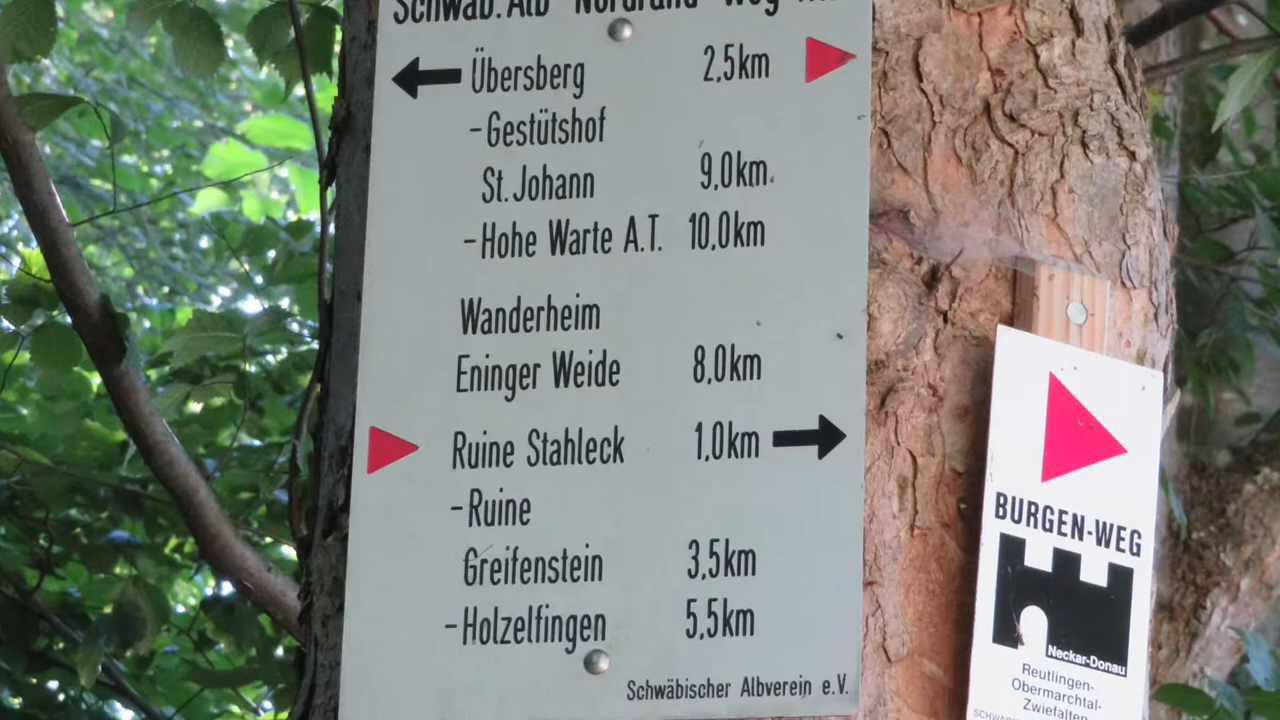 Schwäb. Alb Nordrand Weg
Übersberg 2,5km
-Gestütshof
St. Johann 9,0km
-Hohe Warte A.T. 10,0km
Wanderheim
Eninger Weide 8,0km
Ruine Stahleck 1,0km
-Ruine
Greifenstein 3,5km
-Holzelfingen 5,5km
Schwäbischer Albverein e.V.
BURGEN-WEG
Neckar-Donau
Reutlingen-
Obermarchtal-
Zwiefalten